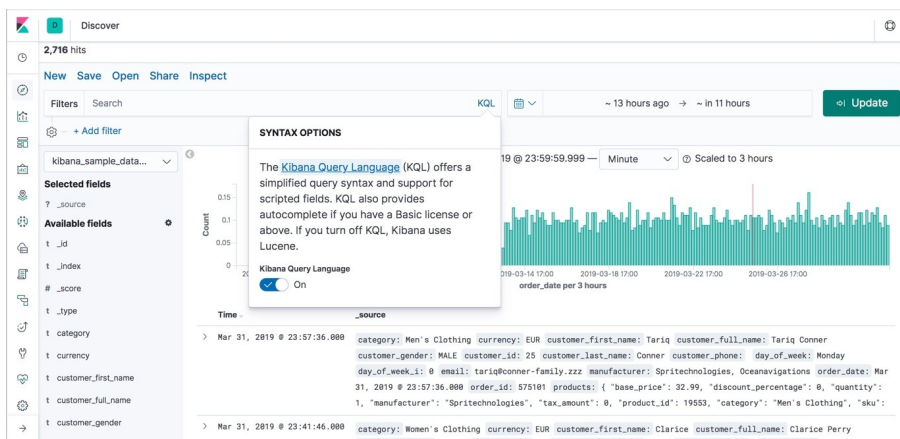 D Discover
2,716 hits
New Save Open Share Inspect
Filters Search KQL ~ 13 hours ago → ~ in 11 hours Update
+ Add filter
SYNTAX OPTIONS
The Kibana Query Language (KQL) offers a
simplified query syntax and support for
scripted fields. KQL also provides
autocomplete if you have a Basic license or
above. If you turn off KQL, Kibana uses
Lucene.
Kibana Query Language
On
kibana_sample_data...
19 @ 23:59:59.999 — Minute Scaled to 3 hours
Selected fields
? _source
Available fields
t _id
t _index
# _score
t _type
t category
t currency
t customer_first_name
t customer_full_name
t customer_gender
Count
0.15
0.1
0.05
0
20
019-03-14 17:00 2019-03-18 17:00 2019-03-22 17:00 2019-03-26 17:00
order_date per 3 hours
Time _source
Mar 31, 2019 @ 23:57:36.000 category: Men's Clothing currency: EUR customer_first_name: Tariq customer_full_name: Tariq Conner
customer_gender: MALE customer_id: 25 customer_last_name: Conner customer_phone: day_of_week: Monday
day_of_week_i: 0 email: tariq@conner-family.zzz manufacturer: Spritechnologies, Oceanavigations order_date: Mar
31, 2019 @ 23:57:36.000 order_id: 575101 products: { "base_price": 32.99, "discount_percentage": 0, "quantity":
1, "manufacturer": "Spritechnologies", "tax_amount": 0, "product_id": 19553, "category": "Men's Clothing", "sku":
Mar 31, 2019 @ 23:41:46.000 category: Women's Clothing currency: EUR customer_first_name: Clarice customer_full_name: Clarice Perry